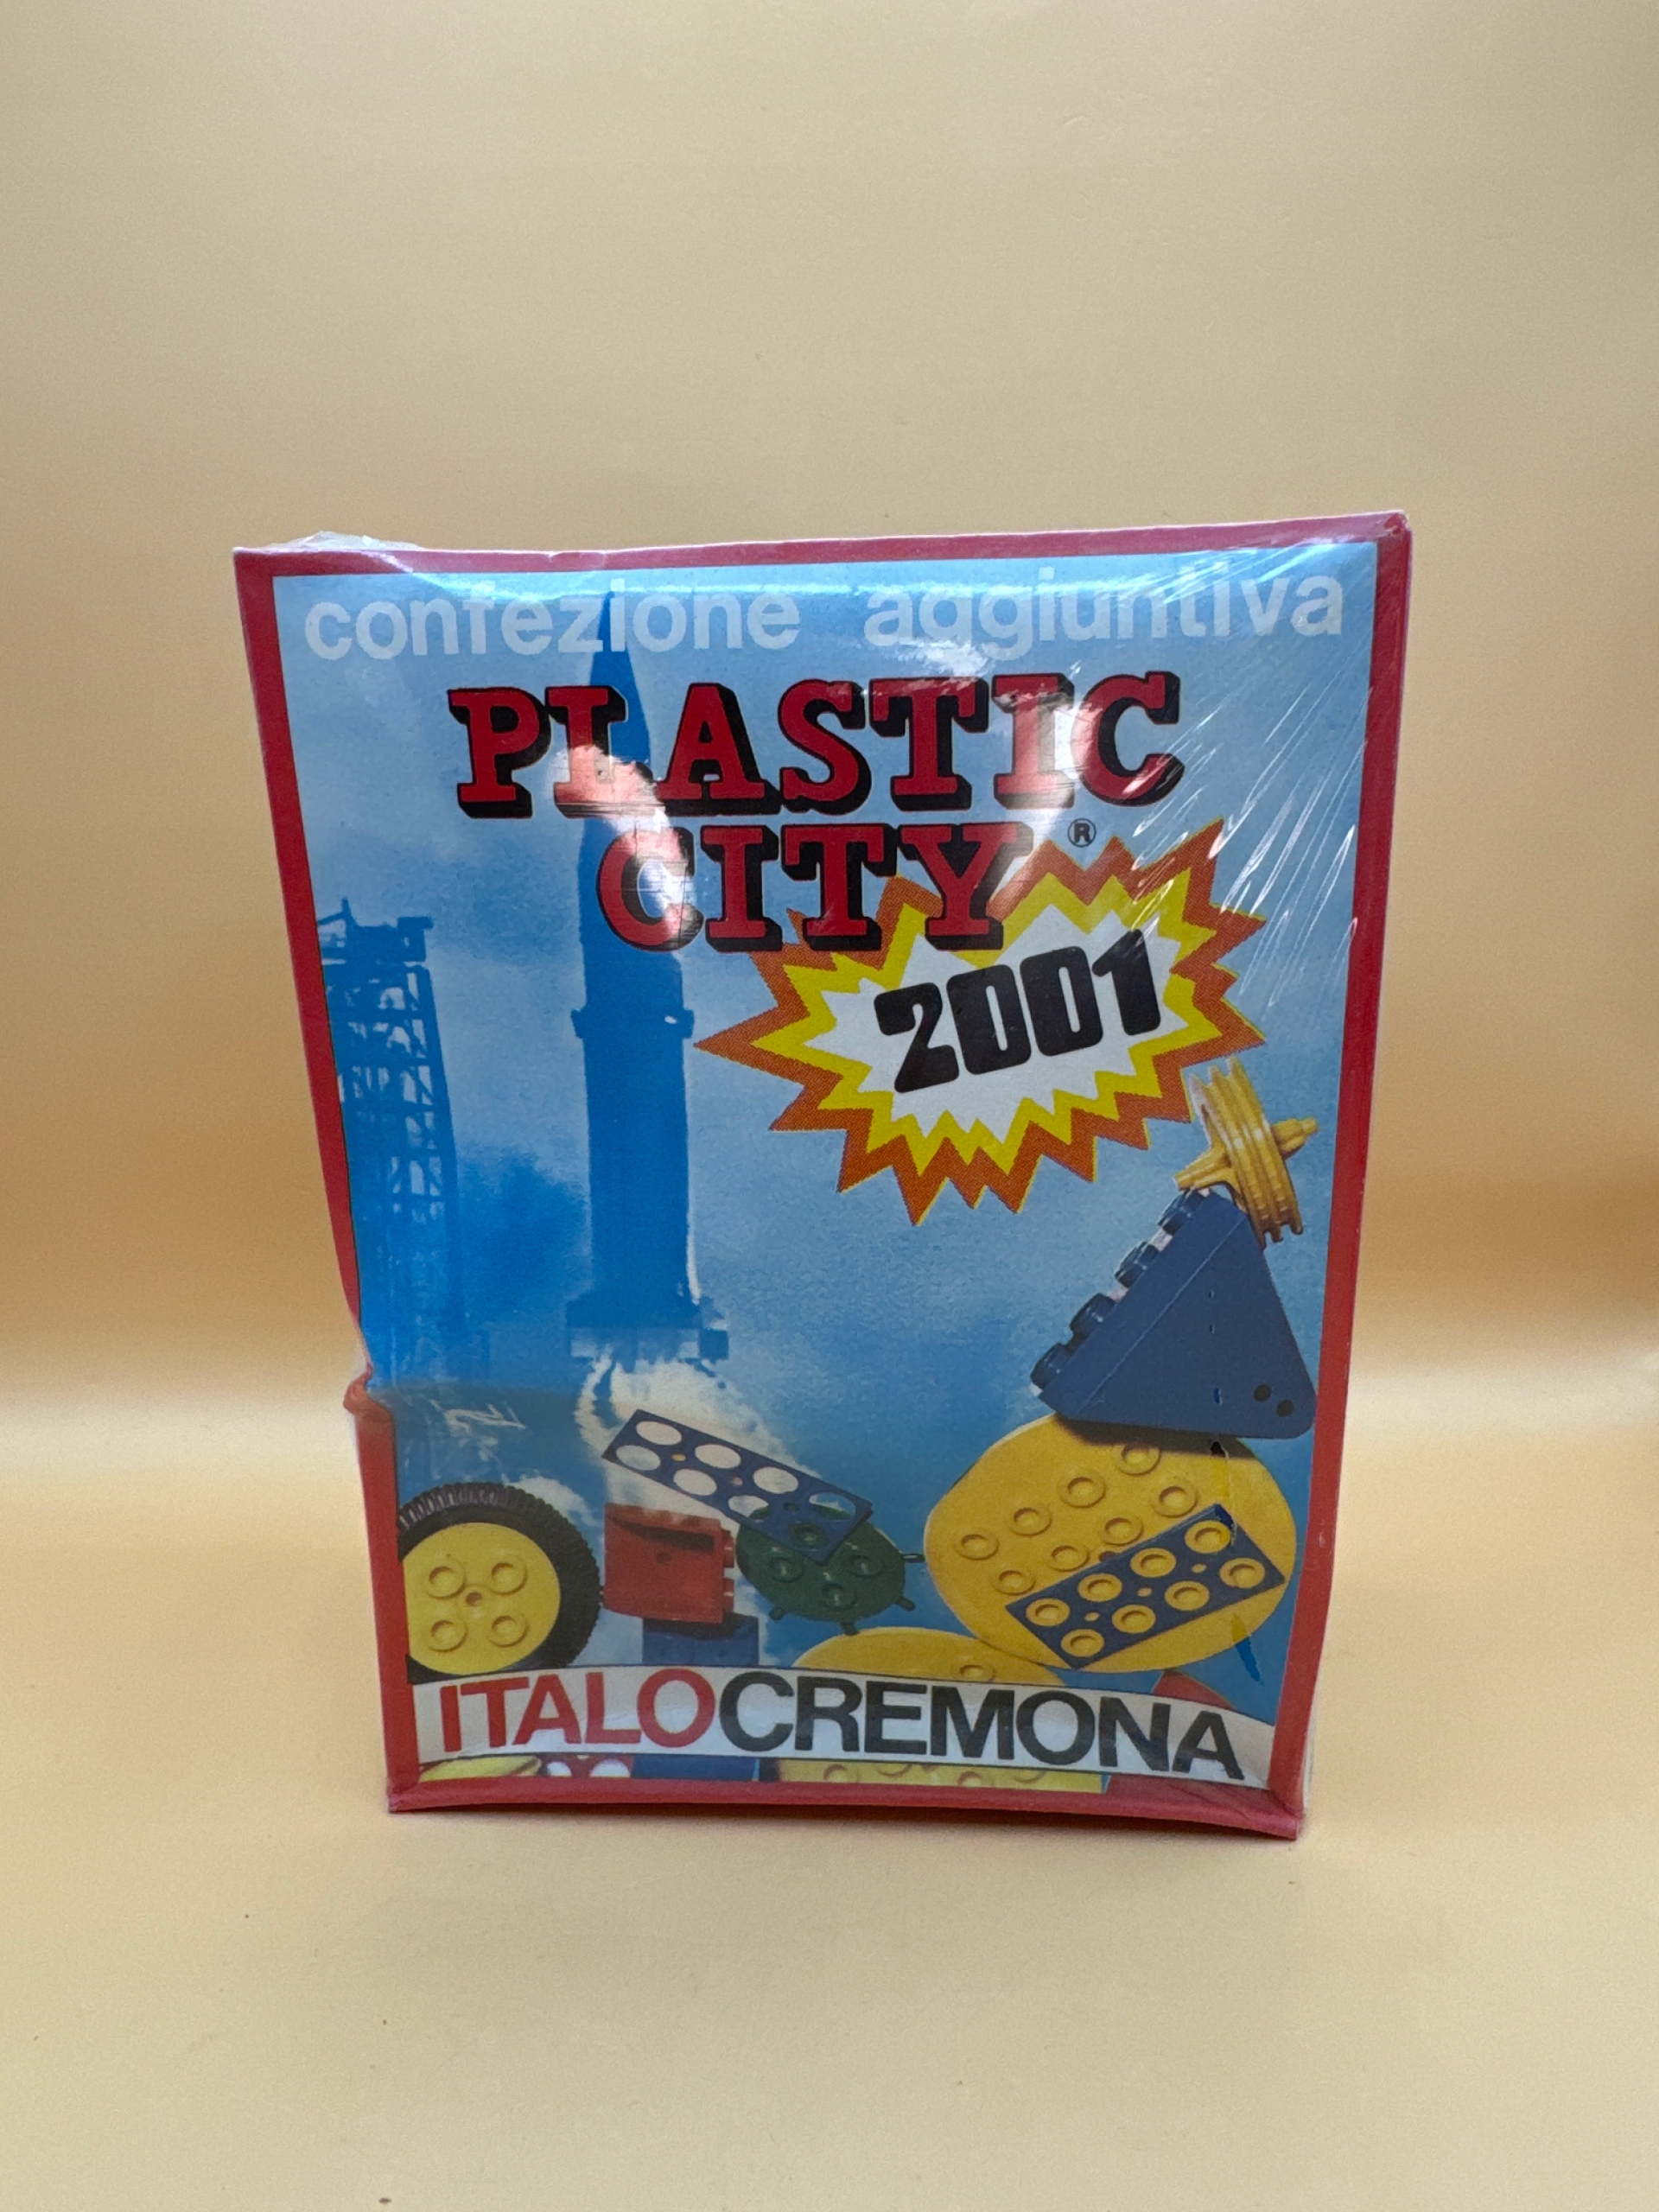 confezione aggiuntiva
PLASTIC
CITY®
2001
ITALOCREMONA